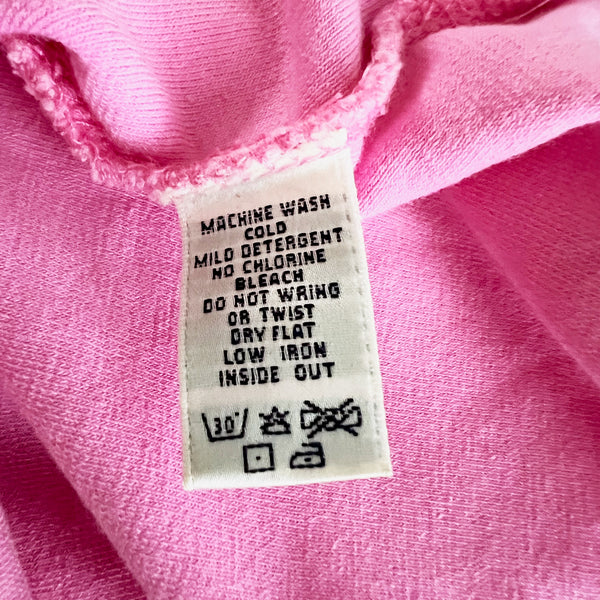 MACHINE WASH
COLD
MILD DETERGENT
NO CHLORINE
BLEACH
DO NOT WRING
OR TWIST
DRY FLAT
LOW IRON
INSIDE OUT
30°